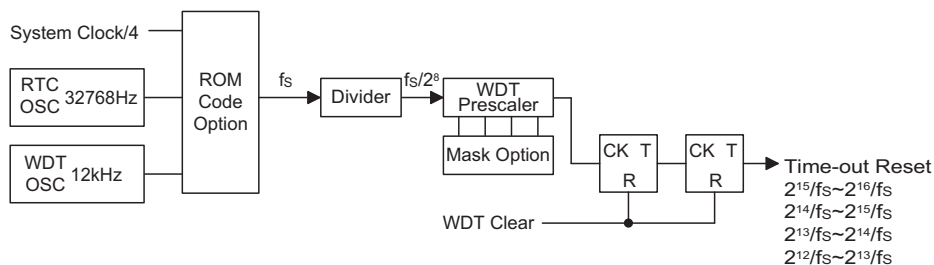 System Clock/4
RTC
OSC 32768Hz
WDT
OSC 12kHz
ROM
Code
Option
fS
Divider
fS/2⁸
WDT
Prescaler
Mask Option
CK T
R
CK T
R
WDT Clear
Time-out Reset
2¹⁵/fS~2¹⁶/fS
2¹⁴/fS~2¹⁵/fS
2¹³/fS~2¹⁴/fS
2¹²/fS~2¹³/fS